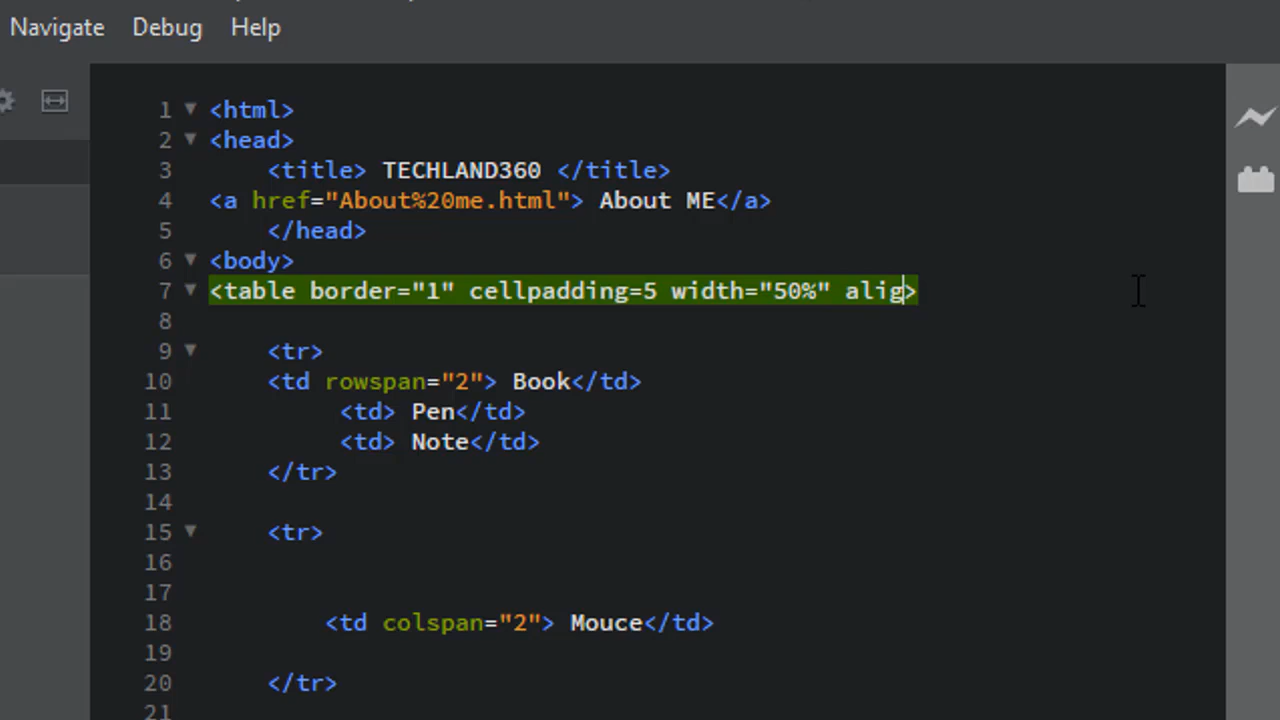 Navigate Debug Help
1 <html>
2 <head>
3 <title> TECHLAND360 </title>
4 <a href="About%20me.html"> About ME</a>
5 </head>
6 <body>
7 <table border="1" cellpadding=5 width="50%" alig>
8
9 <tr>
10 <td rowspan="2"> Book</td>
11 <td> Pen</td>
12 <td> Note</td>
13 </tr>
14
15 <tr>
16
17
18 <td colspan="2"> Mouce</td>
19
20 </tr>
21